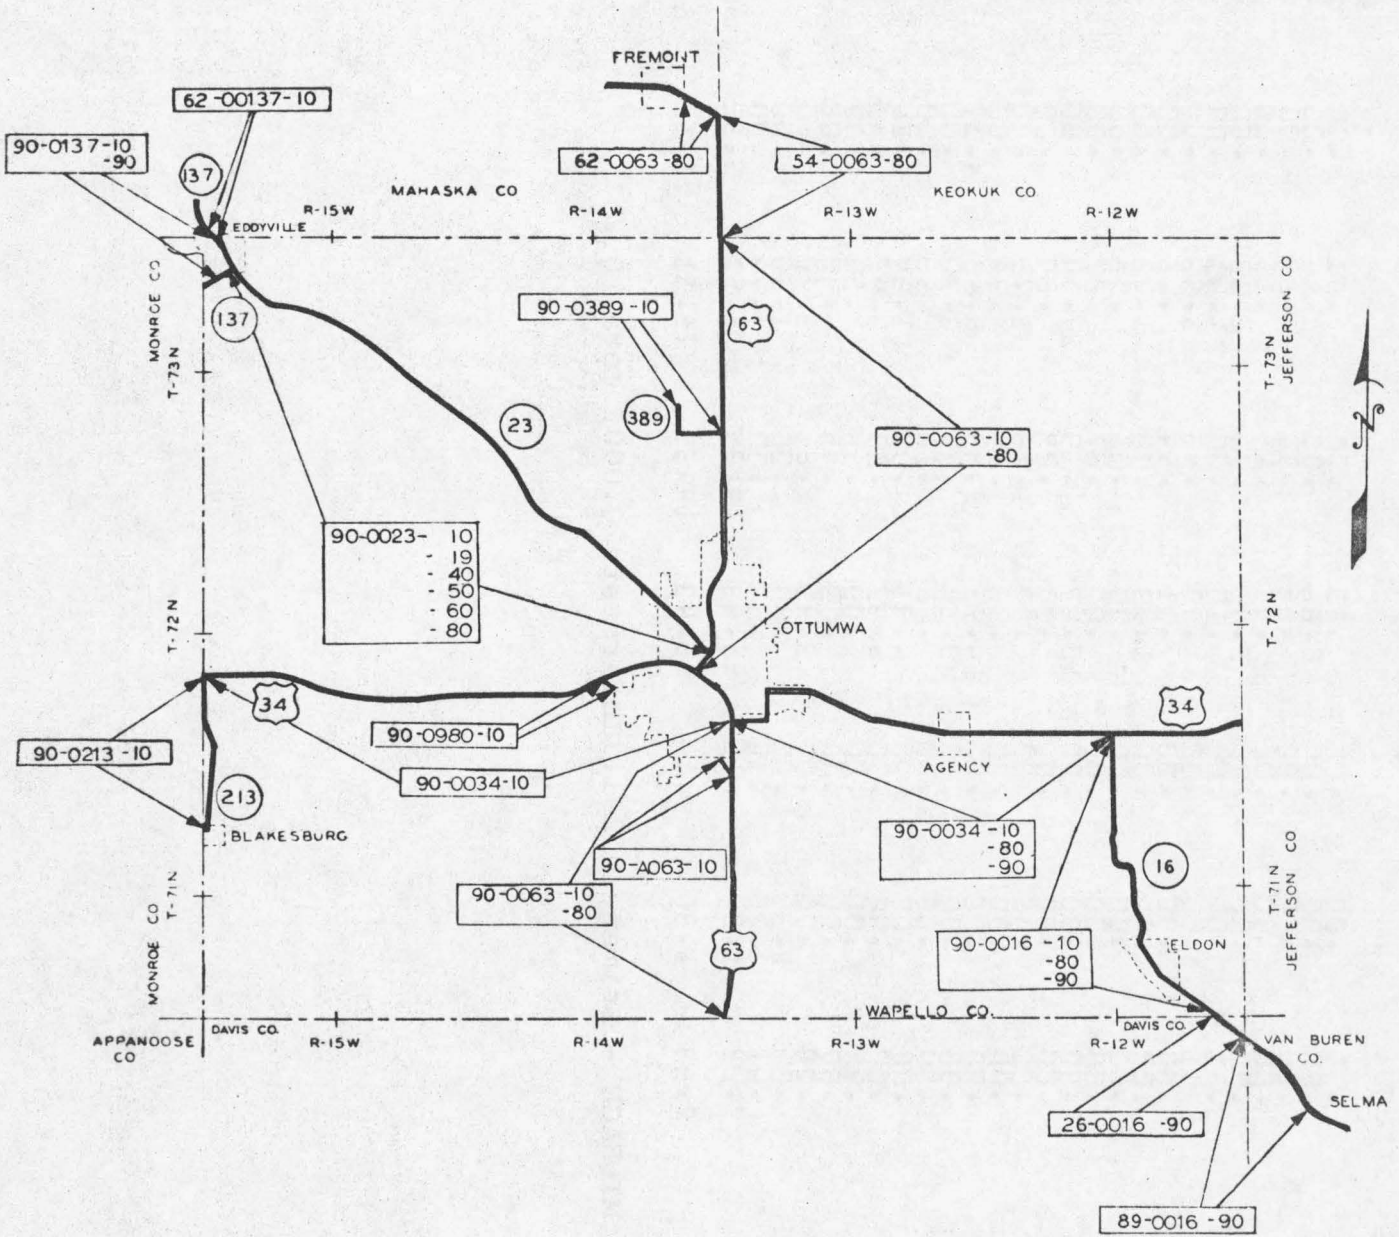 FREMONT
62-00137-10
90-0137-10
-90
62-0063-80
54-0063-80
137
MAHASKA CO
KEOKUK CO.
R-15W
R-14W
R-13W
R-12W
EDDYVILLE
MONROE CO
T-73N
137
90-0389-10
63
T-73N
JEFFERSON CO
N
23
389
90-0063-10
-80
90-0023- 10
- 19
- 40
- 50
- 60
- 80
T-72N
OTTUMWA
T-72N
34
34
90-0980-10
90-0213-10
90-0034-10
AGENCY
213
BLAKESBURG
90-0034-10
-80
-90
90-A063-10
16
90-0063-10
-80
T-71N
MONROE CO
T-71N
JEFFERSON CO
63
90-0016-10
-80
-90
ELDON
WAPELLO CO.
DAVIS CO.
DAVIS CO.
APPANOOSE
CO
R-15W
R-14W
R-13W
R-12W
VAN BUREN
CO.
SELMA
26-0016-90
89-0016-90